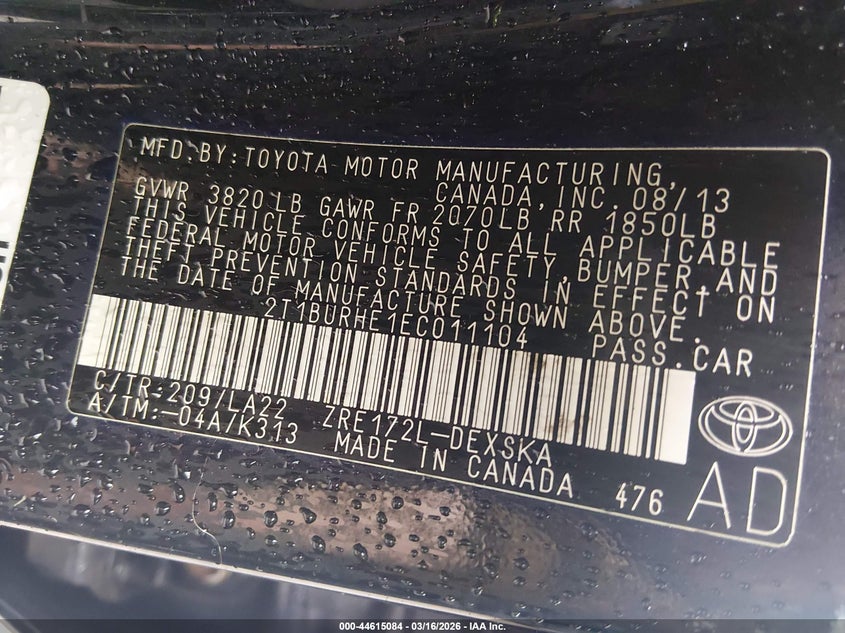 MFD.BY:TOYOTA MOTOR MANUFACTURING,
CANADA,INC. 08/13
GVWR 3820 LB GAWR FR 2070LB RR 1850LB
THIS VEHICLE CONFORMS TO ALL APPLICABLE
FEDERAL MOTOR VEHICLE SAFETY,BUMPER,AND
THEFT PREVENTION STANDARDS IN EFFECT ON
THE DATE OF MANUFACTURE SHOWN ABOVE.
2T1BURHE1EC011104 PASS.CAR
C/TR:209/LA22 ZRE172L-DEXSKA
A/TM:-04A/K313 MADE IN CANADA 476 AD
000-44615084 - 03/16/2026 - IAA Inc.